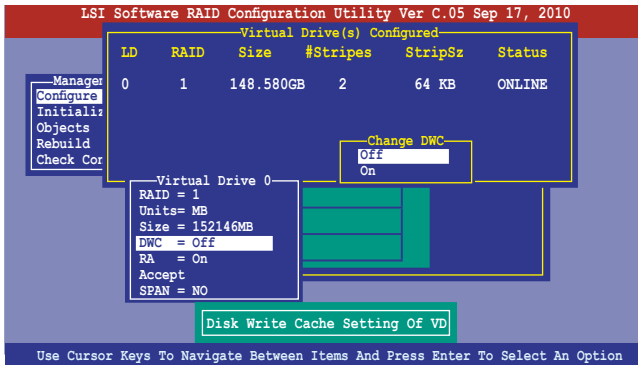 LSI Software RAID Configuration Utility Ver C.05 Sep 17, 2010
Virtual Drive(s) Configured
LD RAID Size #Stripes StripSz Status
0 1 148.580GB 2 64 KB ONLINE
Manage
Configure
Initializ
Objects
Rebuild
Check Con
Change DWC
Off
On
Virtual Drive 0
RAID = 1
Units= MB
Size = 152146MB
DWC = Off
RA = On
Accept
SPAN = NO
Disk Write Cache Setting Of VD
Use Cursor Keys To Navigate Between Items And Press Enter To Select An Option